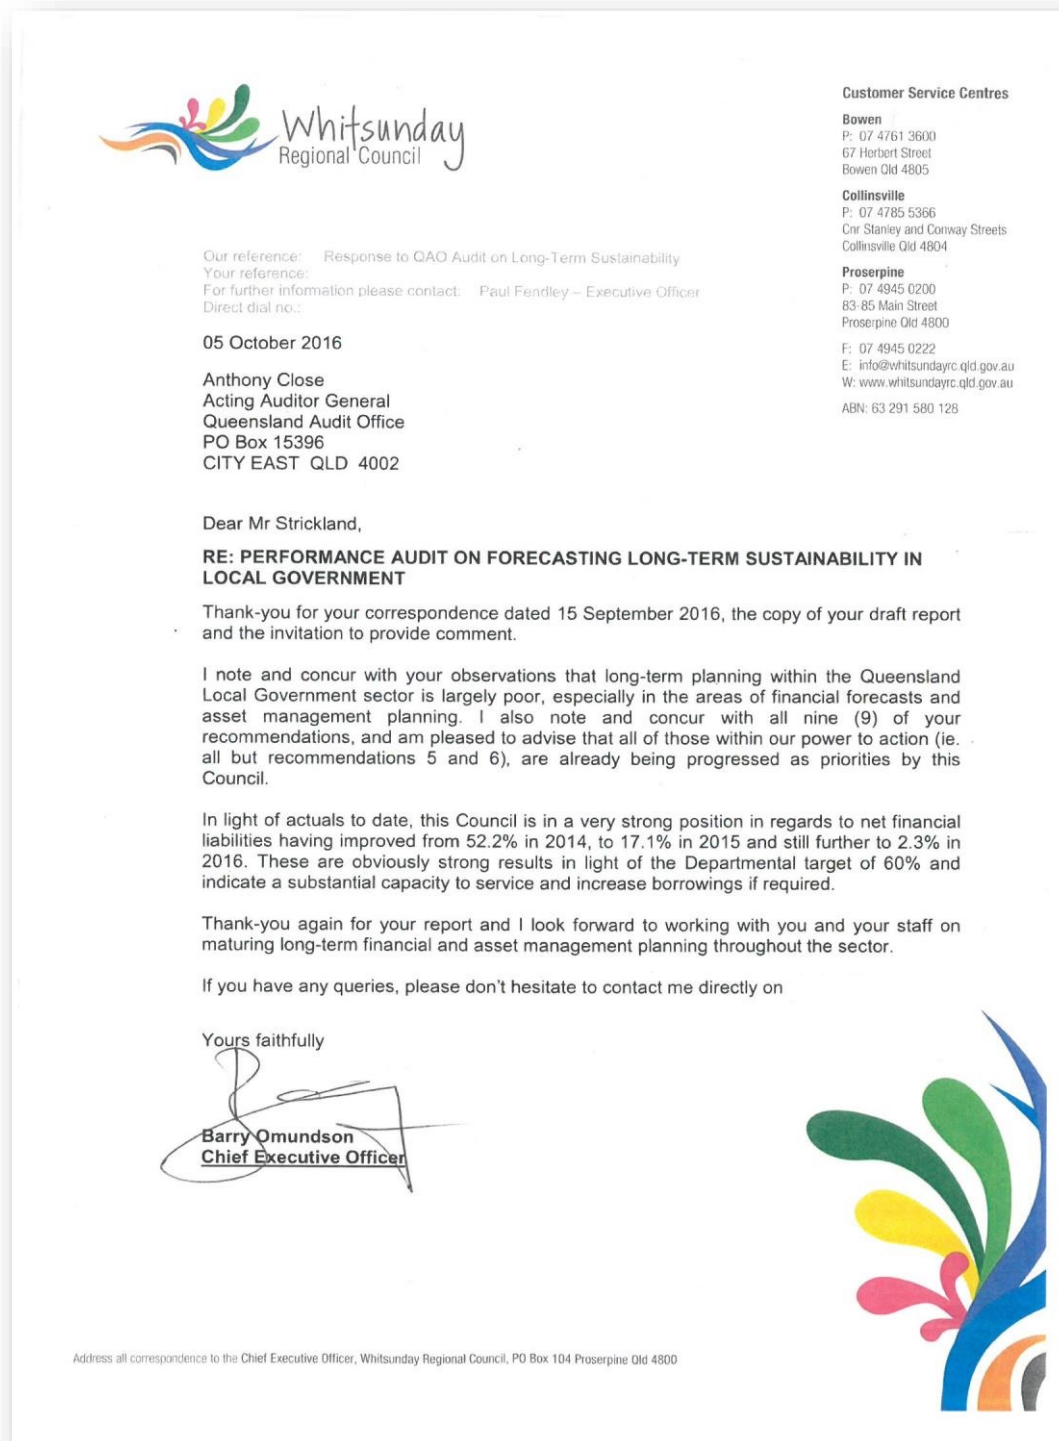 Whitsunday
Regional Council
Customer Service Centres
Bowen
P: 07 4761 3600
67 Herbert Street
Bowen Qld 4805
Collinsville
P: 07 4785 5366
Cnr Stanley and Conway Streets
Collinsville Qld 4804
Proserpine
P: 07 4945 0200
83-85 Main Street
Proserpine Qld 4800
F: 07 4945 0222
E: info@whitsundayrc.qld.gov.au
W: www.whitsundayrc.qld.gov.au
ABN: 63 291 580 128
Our reference: Response to QAO Audit on Long-Term Sustainability
Your reference:
For further information please contact: Paul Fendley – Executive Officer
Direct dial no.:
05 October 2016
Anthony Close
Acting Auditor General
Queensland Audit Office
PO Box 15396
CITY EAST QLD 4002
Dear Mr Strickland,
RE: PERFORMANCE AUDIT ON FORECASTING LONG-TERM SUSTAINABILITY IN
LOCAL GOVERNMENT
Thank-you for your correspondence dated 15 September 2016, the copy of your draft report
and the invitation to provide comment.
I note and concur with your observations that long-term planning within the Queensland
Local Government sector is largely poor, especially in the areas of financial forecasts and
asset management planning. I also note and concur with all nine (9) of your
recommendations, and am pleased to advise that all of those within our power to action (ie.
all but recommendations 5 and 6), are already being progressed as priorities by this
Council.
In light of actuals to date, this Council is in a very strong position in regards to net financial
liabilities having improved from 52.2% in 2014, to 17.1% in 2015 and still further to 2.3% in
2016. These are obviously strong results in light of the Departmental target of 60% and
indicate a substantial capacity to service and increase borrowings if required.
Thank-you again for your report and I look forward to working with you and your staff on
maturing long-term financial and asset management planning throughout the sector.
If you have any queries, please don't hesitate to contact me directly on
Yours faithfully
Barry Omundson
Chief Executive Officer
Address all correspondence to the Chief Executive Officer, Whitsunday Regional Council, PO Box 104 Proserpine Qld 4800